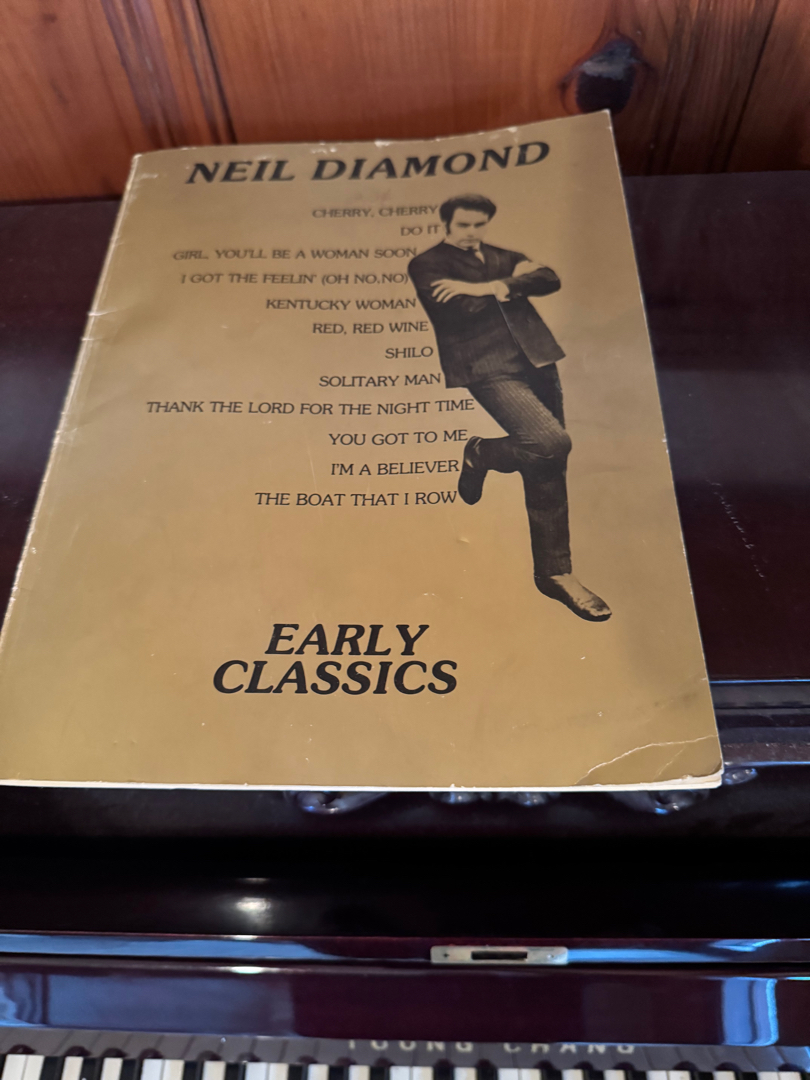 NEIL DIAMOND
CHERRY, CHERRY
DO IT
GIRL, YOU'LL BE A WOMAN SOON
I GOT THE FEELIN' (OH NO, NO)
KENTUCKY WOMAN
RED, RED WINE
SHILO
SOLITARY MAN
THANK THE LORD FOR THE NIGHT TIME
YOU GOT TO ME
I'M A BELIEVER
THE BOAT THAT I ROW
EARLY
CLASSICS
YOUNG CHANG